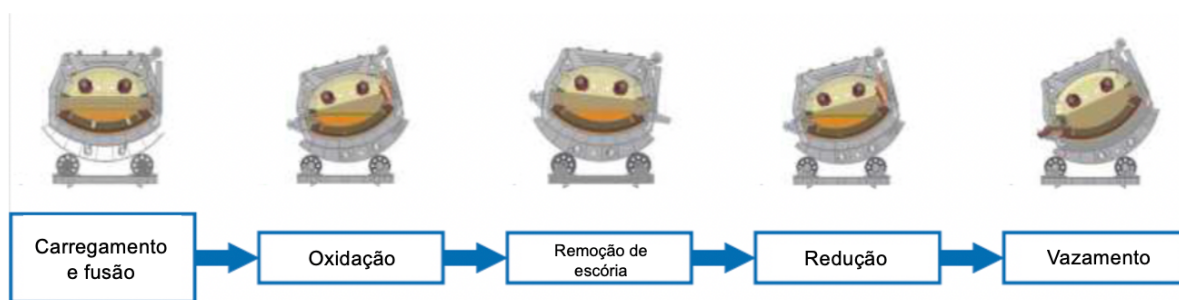 Carregamento
e fusão
Oxidação
Remoção de
escória
Redução
Vazamento